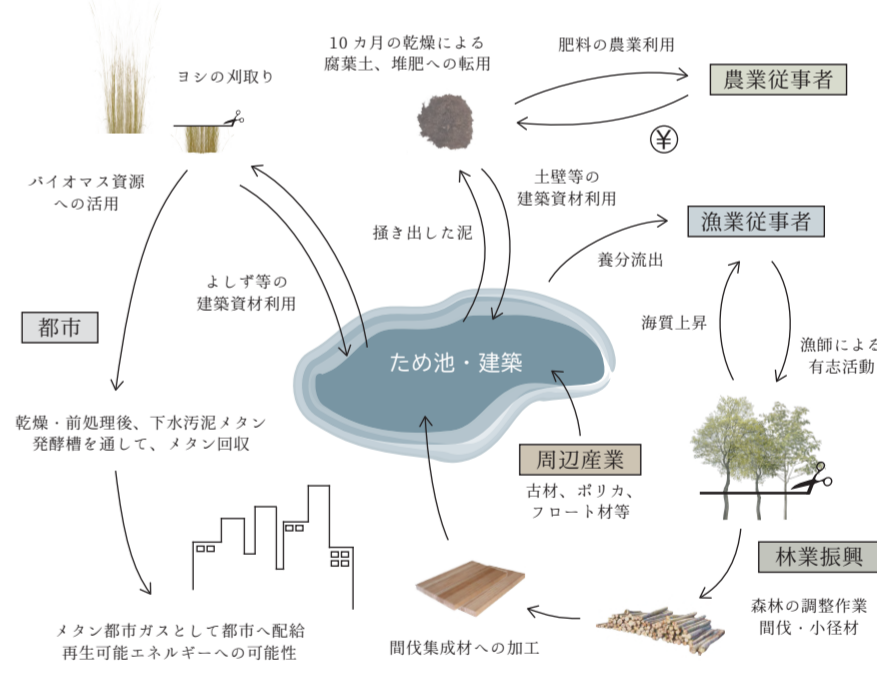 ヨシの刈取り
10カ月の乾燥による
腐葉土、堆肥への転用
肥料の農業利用
農業従事者
¥
バイオマス資源
への活用
土壁等の
建築資材利用
漁業従事者
掻き出した泥
養分流出
よしず等の
建築資材利用
都市
海質上昇
漁師による
有志活動
ため池・建築
乾燥・前処理後、下水汚泥メタン
発酵槽を通して、メタン回収
周辺産業
古材、ポリカ、
フロート材等
林業振興
森林の調整作業
間伐・小径材
間伐集成材への加工
メタン都市ガスとして都市へ配給
再生可能エネルギーへの可能性